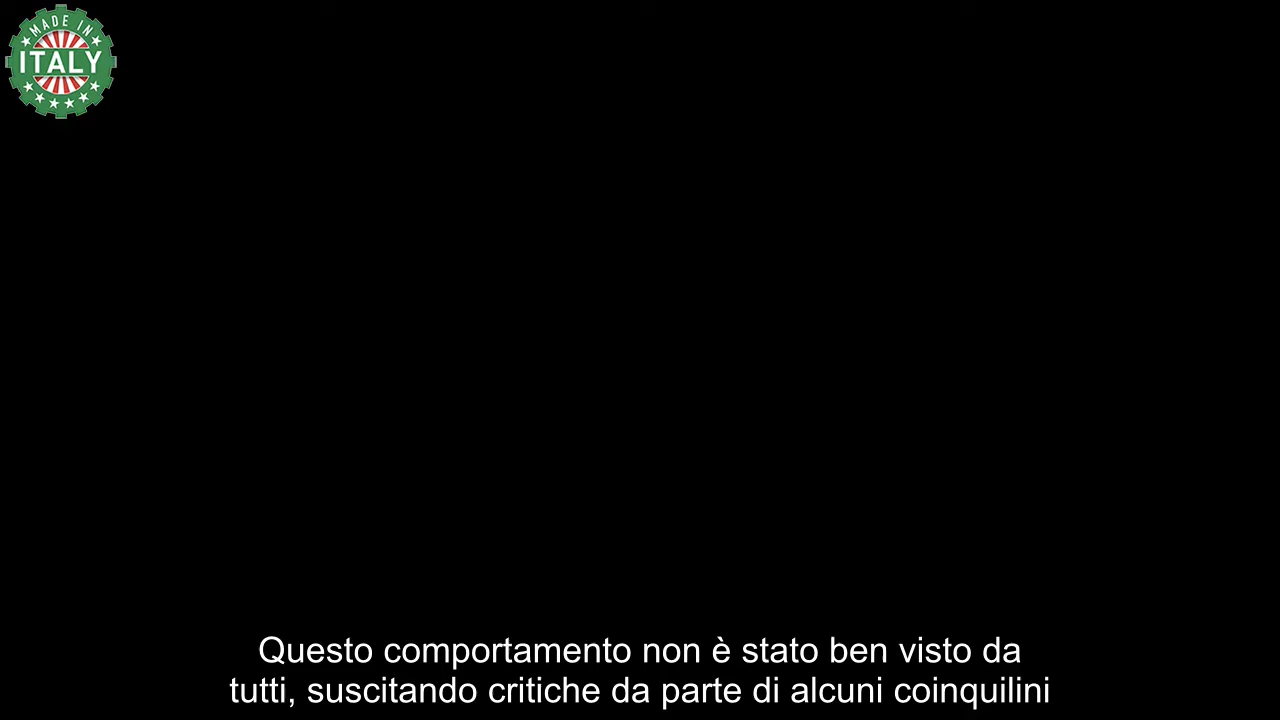 MADE IN
ITALY
Questo comportamento non è stato ben visto da
tutti, suscitando critiche da parte di alcuni coinquilini